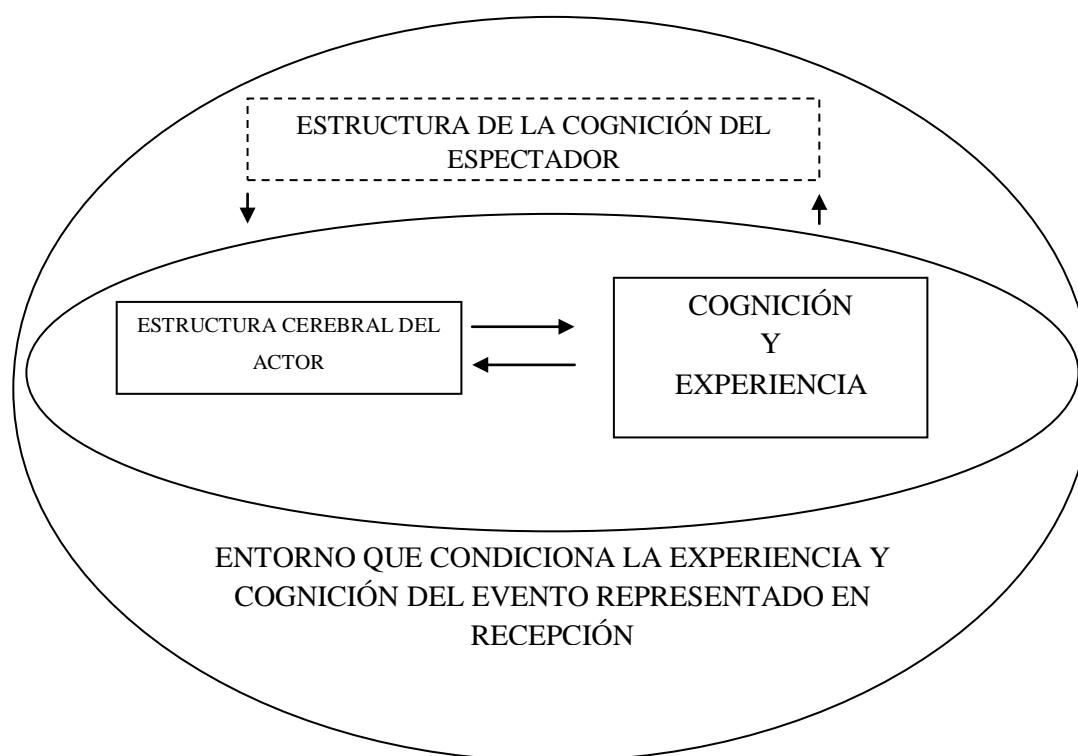 ESTRUCTURA DE LA COGNICIÓN DEL
ESPECTADOR
ESTRUCTURA CEREBRAL DEL
ACTOR
COGNICIÓN
Y
EXPERIENCIA
ENTORNO QUE CONDICIONA LA EXPERIENCIA Y
COGNICIÓN DEL EVENTO REPRESENTADO EN
RECEPCIÓN